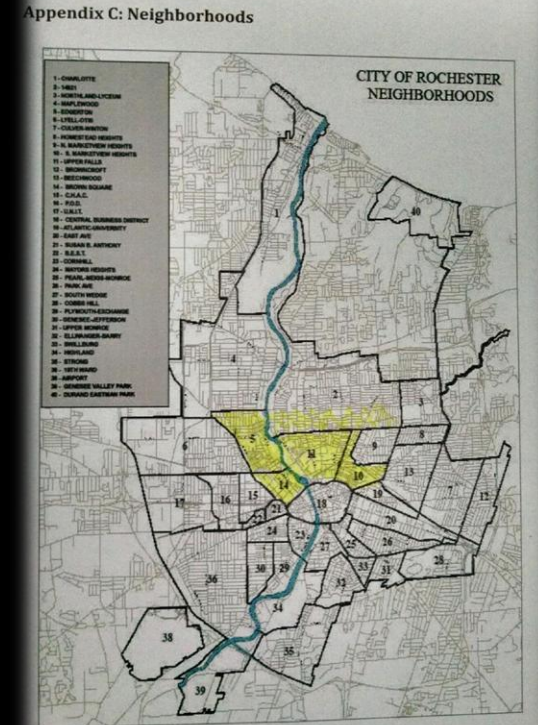 Appendix C: Neighborhoods
CITY OF ROCHESTER
NEIGHBORHOODS
1 - CHARLOTTE
2 - 14621
3 - NORTHLAND-LYCEUM
4 - MAPLEWOOD
5 - EDGERTON
6 - LYELL-OTIS
7 - CULVER-WINTON
8 - HOMESTEAD HEIGHTS
9 - N. MARKETVIEW HEIGHTS
10 - S. MARKETVIEW HEIGHTS
11 - UPPER FALLS
12 - BROWNCROFT
13 - BEECHWOOD
14 - BROWN SQUARE
15 - C.H.A.C.
16 - P.O.D.
17 - U.N.I.T.
18 - CENTRAL BUSINESS DISTRICT
19 - ATLANTIC-UNIVERSITY
20 - EAST AVE
21 - SUSAN B. ANTHONY
22 - B.E.S.T.
23 - CORNHILL
24 - MAYORS HEIGHTS
25 - PEARL-MEIGS-MONROE
26 - PARK AVE
27 - SOUTH WEDGE
28 - COBBS HILL
29 - PLYMOUTH-EXCHANGE
30 - GENESEE-JEFFERSON
31 - UPPER MONROE
32 - ELLWANGER-BARRY
33 - SWILLBURG
34 - HIGHLAND
35 - STRONG
36 - 19TH WARD
38 - AIRPORT
39 - GENESEE VALLEY PARK
40 - DURAND EASTMAN PARK
1
40
4
2
3
5
6
11
9
8
10
13
14
7
12
17
16
15
18
19
21
22
20
24
23
27
25
26
36
30
29
33
31
28
32
34
38
35
39